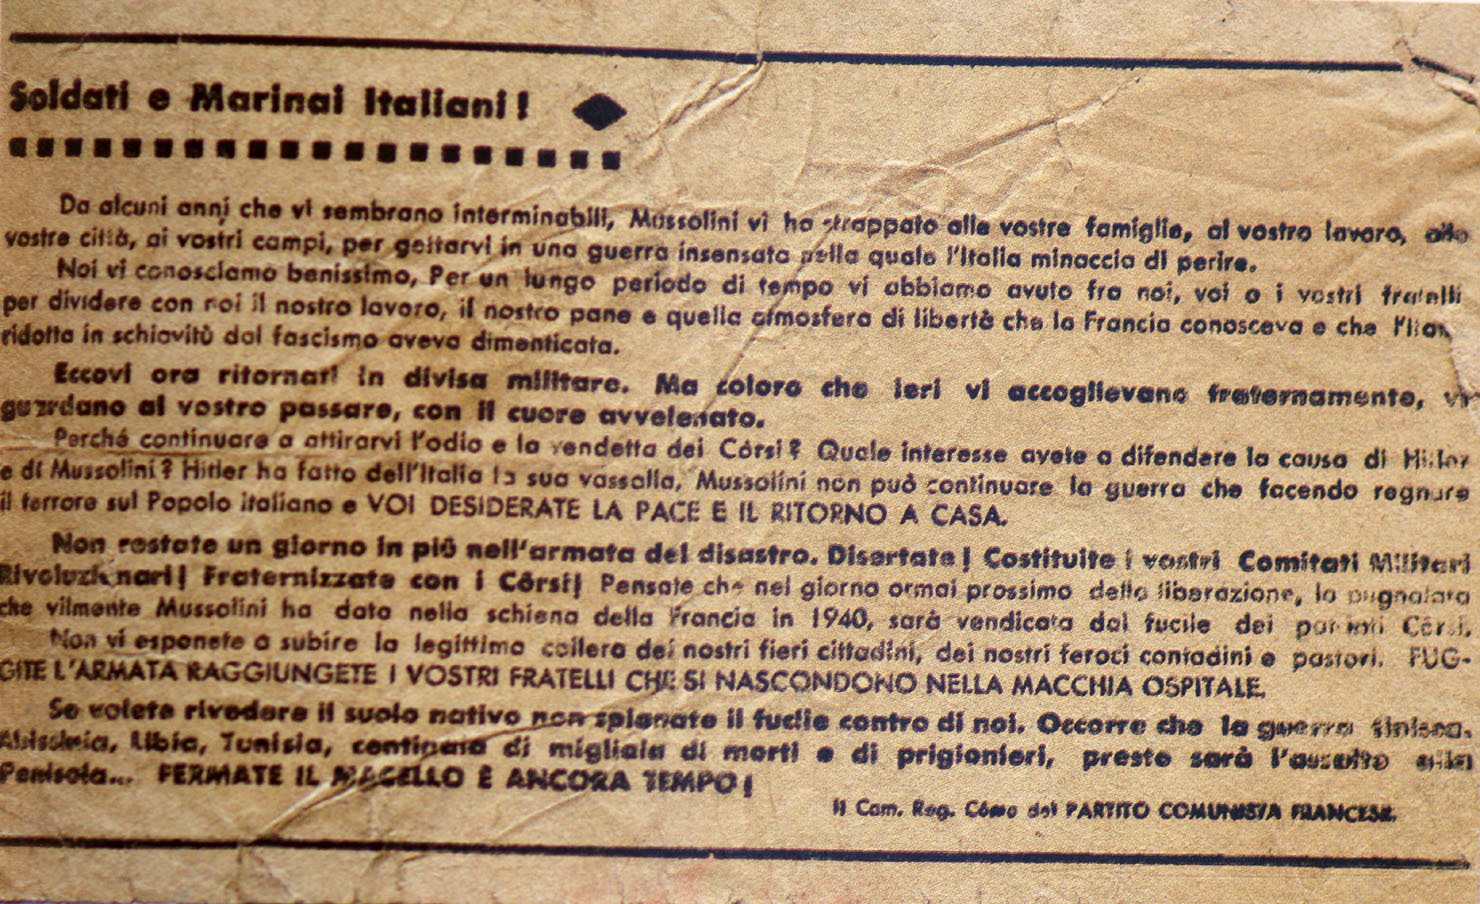 Soldati e Marinai Italiani!
Da alcuni anni che vi sembrano interminabili, Mussolini vi ha strappato alle vostre famiglie, al vostro lavoro, alle
vostre città, ai vostri campi, per gettarvi in una guerra insensata nella quale l'Italia minaccia di perire.
Noi vi conosciamo benissimo, Per un lungo periodo di tempo vi abbiamo avuto fra noi, voi o i vostri fratelli
per dividere con noi il nostro lavoro, il nostro pane e quella atmosfera di libertà che la Francia conosceva e che
ridotta in schiavitù dal fascismo aveva dimenticata.
Eccovi ora ritornati in divisa militare. Ma coloro che ieri vi accoglievano fraternamente, vi
guardano al vostro passare, con il cuore avvelenato.
Perché continuare a attirarvi l'odio e la vendetta dei Córsi? Quale interesse avete a difendere la causa di Hitler
e di Mussolini? Hitler ha fatto dell'Italia la sua vassalla, Mussolini non può continuare la guerra che facendo regnare
il terrore sul Popolo italiano e VOI DESIDERATE LA PACE E IL RITORNO A CASA.
Non restate un giorno in piú nell'armata del disastro. Disertate! Costituite i vostri Comitati Militari
Rivoluzionari! Fraternizzate con i Córsi! Pensate che nel giorno ormai prossimo della liberazione, la pugnalata
che vilmente Mussolini ha data nella schiena della Francia in 1940, sarà vendicata dal fucile dei patrioti Córsi.
Non vi esponete a subire la legittima collera dei nostri fieri cittadini, dei nostri feroci contadini e pastori. FUG-
GITE L'ARMATA RAGGIUNGETE I VOSTRI FRATELLI CHE SI NASCONDONO NELLA MACCHIA OSPITALE.
Se volete rivedere il suolo nativo non spianate il fucile contro di noi. Occorre che la guerra finisca.
Abissinia, Libia, Tunisia, centinaia di migliaia di morti e di prigionieri, presto sarà l'assalto alla
Penisola... FERMATE IL MACELLO È ANCORA TEMPO!
Il Com. Reg. Córso del PARTITO COMUNISTA FRANCESE.